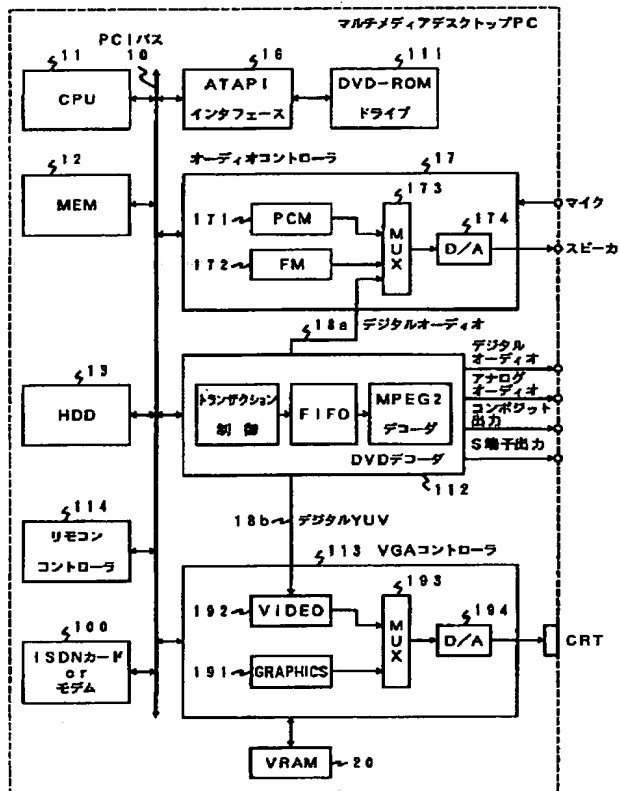 マルチメディアデスクトップPC
PCIバス
10
11
CPU
16
ATAPI
インタフェース
111
DVD-ROM
ドライブ
12
MEM
オーディオコントローラ
17
171
PCM
172
FM
173
MUX
174
D/A
マイク
スピーカ
18a
デジタルオーディオ
13
HDD
トランザクション
制御
FIFO
MPEG2
デコーダ
DVDデコーダ
112
デジタル
オーディオ
アナログ
オーディオ
コンポジット
出力
S端子出力
114
リモコン
コントローラ
18b
デジタルYUV
113
VGAコントローラ
100
ISDNカード
or
モデム
192
VIDEO
191
GRAPHICS
193
MUX
194
D/A
CRT
VRAM
20